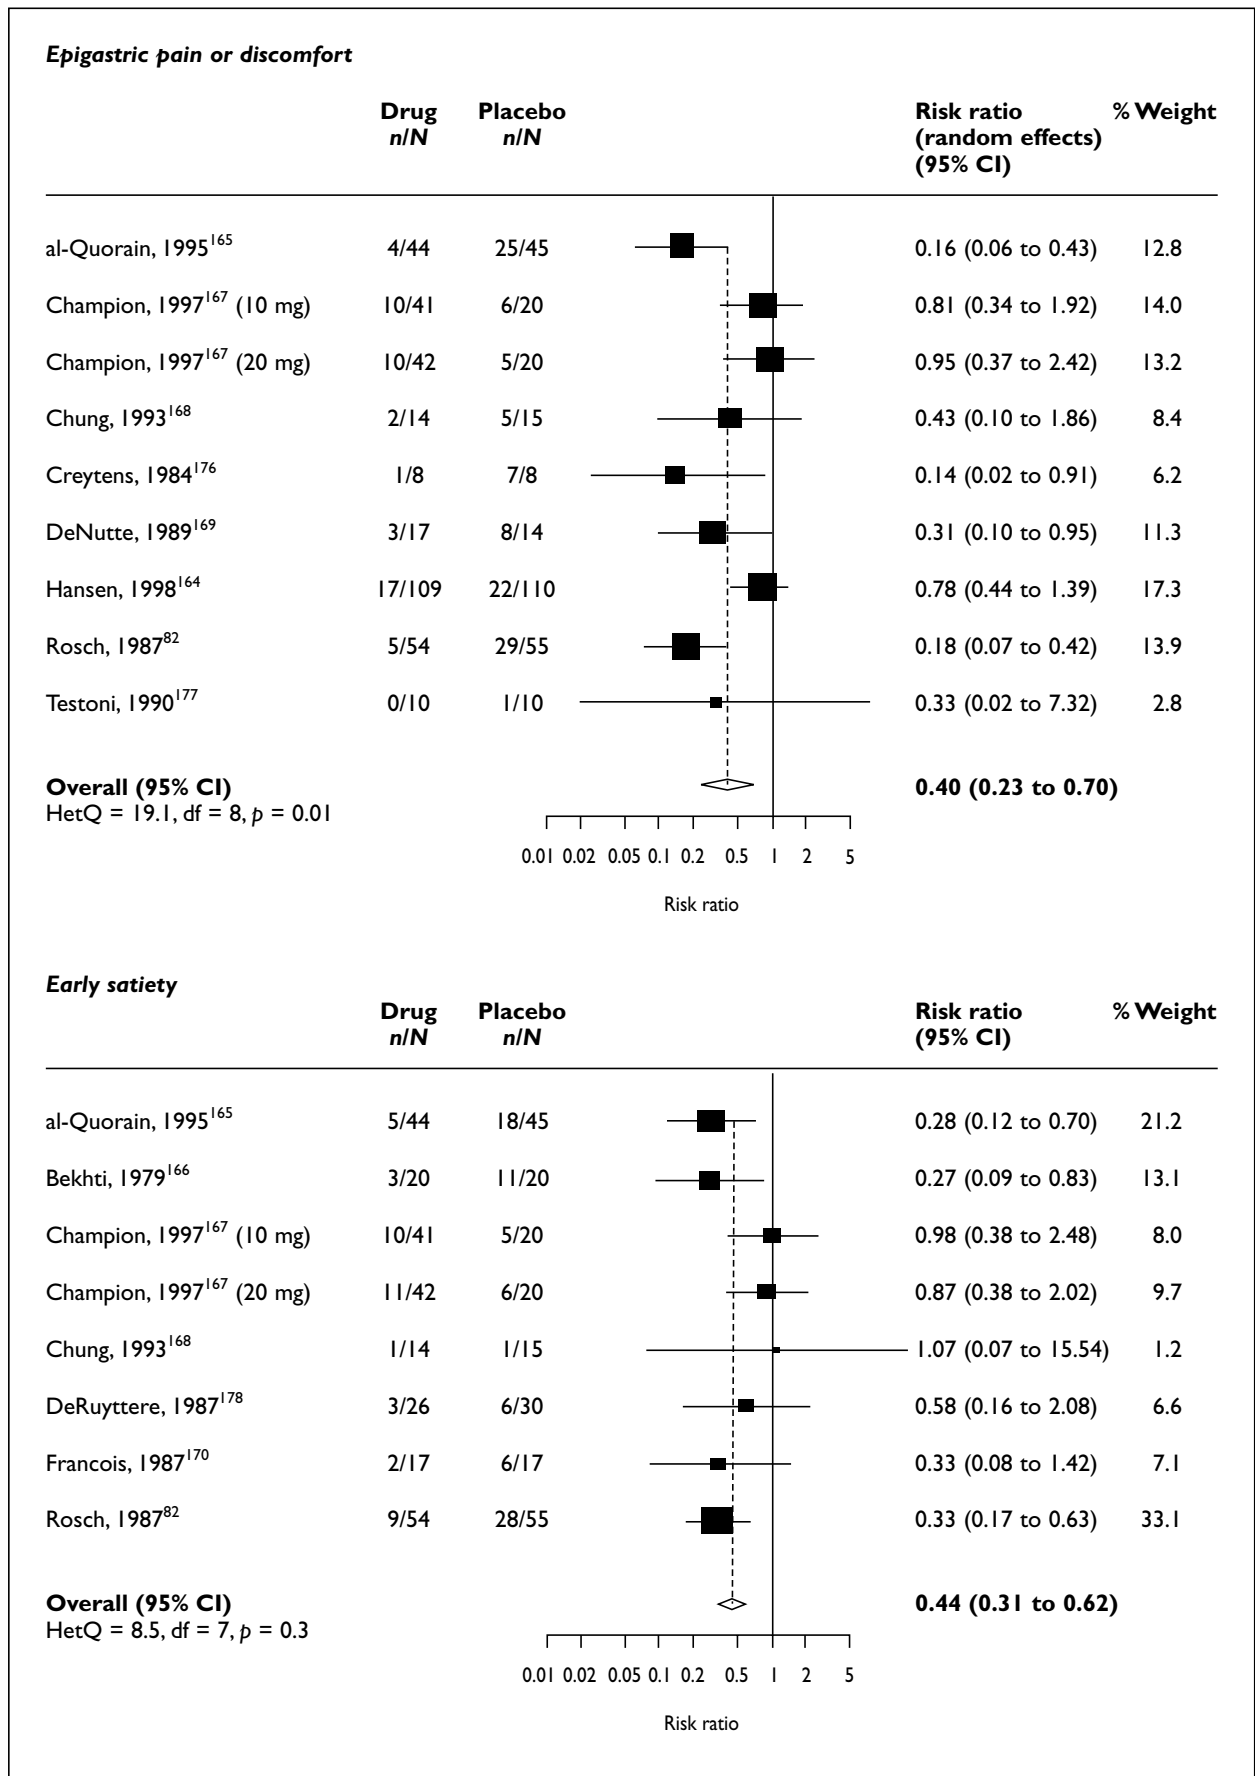 Epigastric pain or discomfort
Drug Placebo Risk ratio % Weight
n/N n/N (random effects)
(95% CI)
al-Quorain, 1995165 4/44 25/45 0.16 (0.06 to 0.43) 12.8
Champion, 1997167 (10 mg) 10/41 6/20 0.81 (0.34 to 1.92) 14.0
Champion, 1997167 (20 mg) 10/42 5/20 0.95 (0.37 to 2.42) 13.2
Chung, 1993168 2/14 5/15 0.43 (0.10 to 1.86) 8.4
Creytens, 1984176 1/8 7/8 0.14 (0.02 to 0.91) 6.2
DeNutte, 1989169 3/17 8/14 0.31 (0.10 to 0.95) 11.3
Hansen, 1998164 17/109 22/110 0.78 (0.44 to 1.39) 17.3
Rosch, 198782 5/54 29/55 0.18 (0.07 to 0.42) 13.9
Testoni, 1990177 0/10 1/10 0.33 (0.02 to 7.32) 2.8
Overall (95% CI) 0.40 (0.23 to 0.70)
HetQ = 19.1, df = 8, p = 0.01
0.01 0.02 0.05 0.1 0.2 0.5 1 2 5
Risk ratio
Early satiety
Drug Placebo Risk ratio % Weight
n/N n/N (95% CI)
al-Quorain, 1995165 5/44 18/45 0.28 (0.12 to 0.70) 21.2
Bekhti, 1979166 3/20 11/20 0.27 (0.09 to 0.83) 13.1
Champion, 1997167 (10 mg) 10/41 5/20 0.98 (0.38 to 2.48) 8.0
Champion, 1997167 (20 mg) 11/42 6/20 0.87 (0.38 to 2.02) 9.7
Chung, 1993168 1/14 1/15 1.07 (0.07 to 15.54) 1.2
DeRuyttere, 1987178 3/26 6/30 0.58 (0.16 to 2.08) 6.6
Francois, 1987170 2/17 6/17 0.33 (0.08 to 1.42) 7.1
Rosch, 198782 9/54 28/55 0.33 (0.17 to 0.63) 33.1
Overall (95% CI) 0.44 (0.31 to 0.62)
HetQ = 8.5, df = 7, p = 0.3
0.01 0.02 0.05 0.1 0.2 0.5 1 2 5
Risk ratio